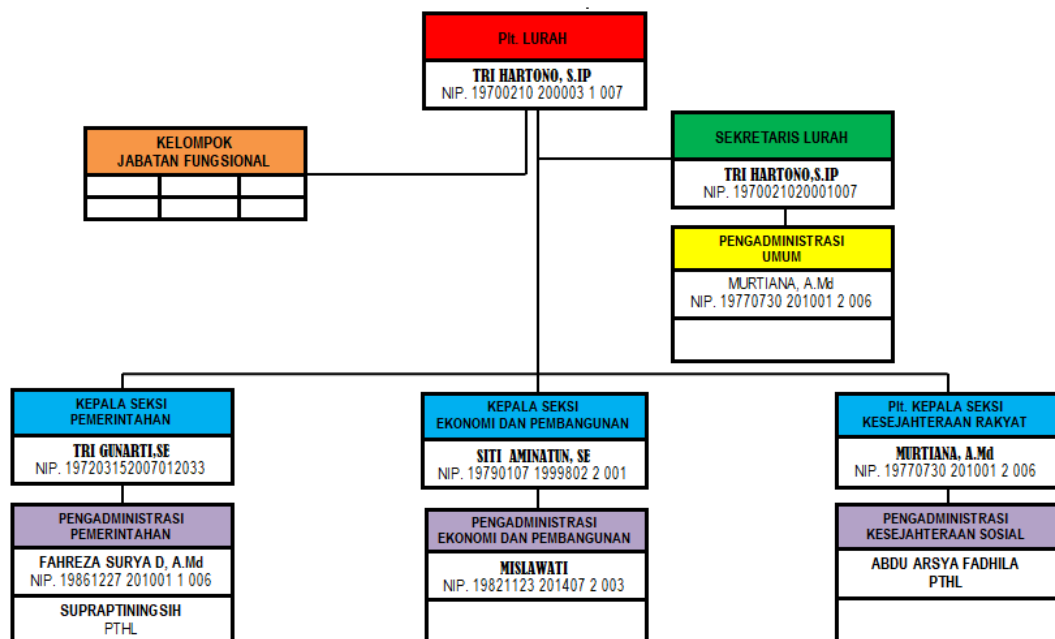 Plt. LURAH
TRI HARTONO, S.IP
NIP. 19700210 200003 1 007
KELOMPOK
JABATAN FUNGSIONAL
SEKRETARIS LURAH
TRI HARTONO,S.IP
NIP. 1970021020001007
PENGADMINISTRASI
UMUM
MURTIANA, A.Md
NIP. 19770730 201001 2 006
KEPALA SEKSI
PEMERINTAHAN
TRI GUNARTI,SE
NIP. 197203152007012033
KEPALA SEKSI
EKONOMI DAN PEMBANGUNAN
SITI AMINATUN, SE
NIP. 19790107 1999802 2 001
Plt. KEPALA SEKSI
KESEJAHTERAAN RAKYAT
MURTIANA, A.Md
NIP. 19770730 201001 2 006
PENGADMINISTRASI
PEMERINTAHAN
FAHREZA SURYA D, A.Md
NIP. 19861227 201001 1 006
SUPRAPTININGSIH
PTHL
PENGADMINISTRASI
EKONOMI DAN PEMBANGUNAN
MISLAWATI
NIP. 19821123 201407 2 003
PENGADMINISTRASI
KESEJAHTERAAN SOSIAL
ABDU ARSYA FADHILA
PTHL